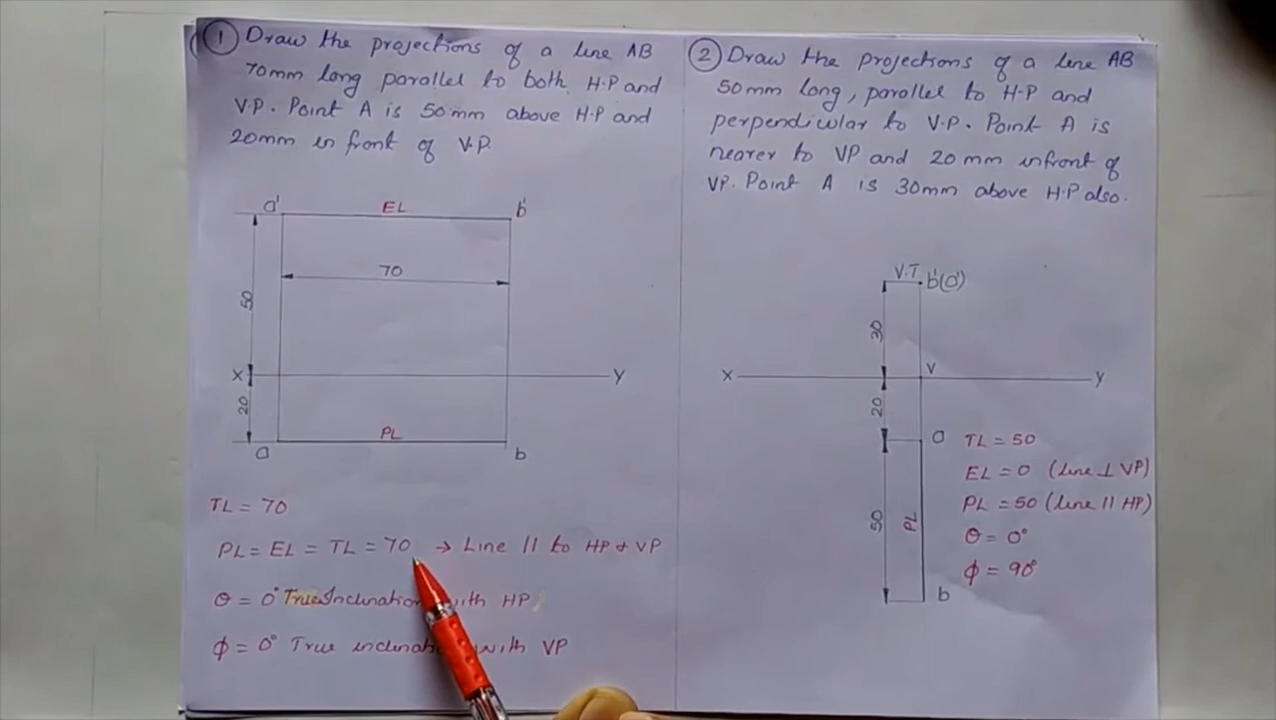 1 Draw the projections of a line AB
70mm long parallel to both H.P and
V.P. Point A is 50mm above H.P and
20mm in front of V.P.
a' EL b'
70
50
X Y
20
PL
a b
TL = 70
PL = EL = TL = 70 → Line || to HP & VP
θ = 0° True Inclination with HP
ϕ = 0° True inclination with VP
2 Draw the projections of a line AB
50mm long, parallel to H.P and
perpendicular to V.P. Point A is
nearer to VP and 20mm infront of
VP. Point A is 30mm above H.P also.
V.T b'(a')
30
X V Y
20
a TL = 50
EL = 0 (line ⊥ VP)
50 PL PL = 50 (line || HP)
θ = 0°
ϕ = 90°
b